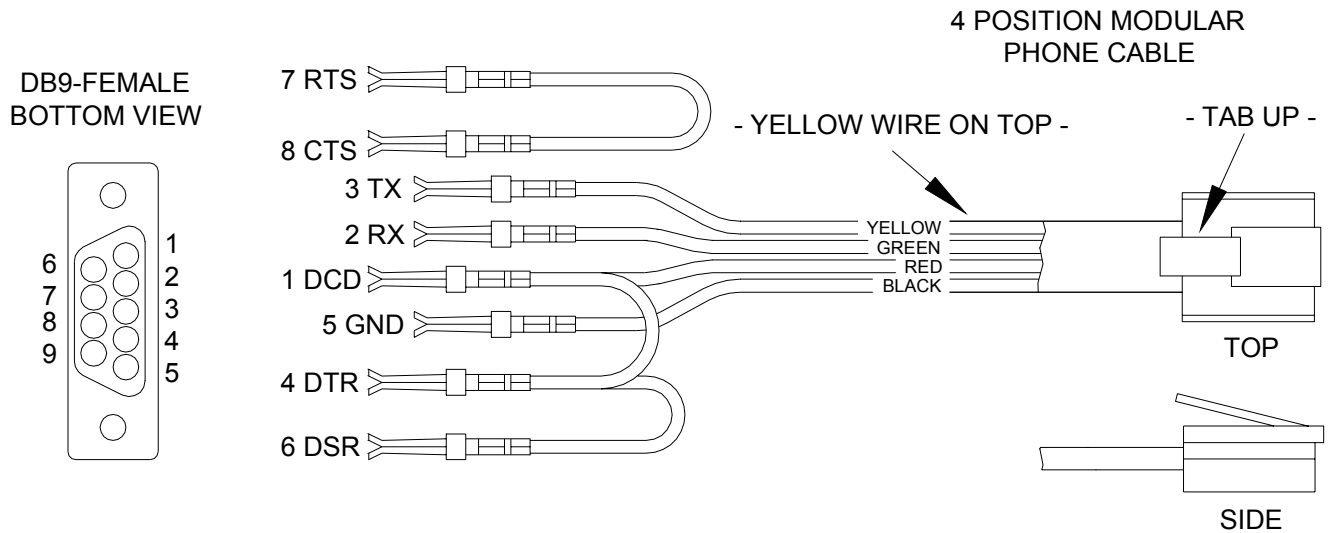 4 POSITION MODULAR
PHONE CABLE
DB9-FEMALE
BOTTOM VIEW
7 RTS
8 CTS
3 TX
2 RX
1 DCD
5 GND
4 DTR
6 DSR
- YELLOW WIRE ON TOP -
- TAB UP -
YELLOW
GREEN
RED
BLACK
1
2
3
4
5
6
7
8
9
TOP
SIDE